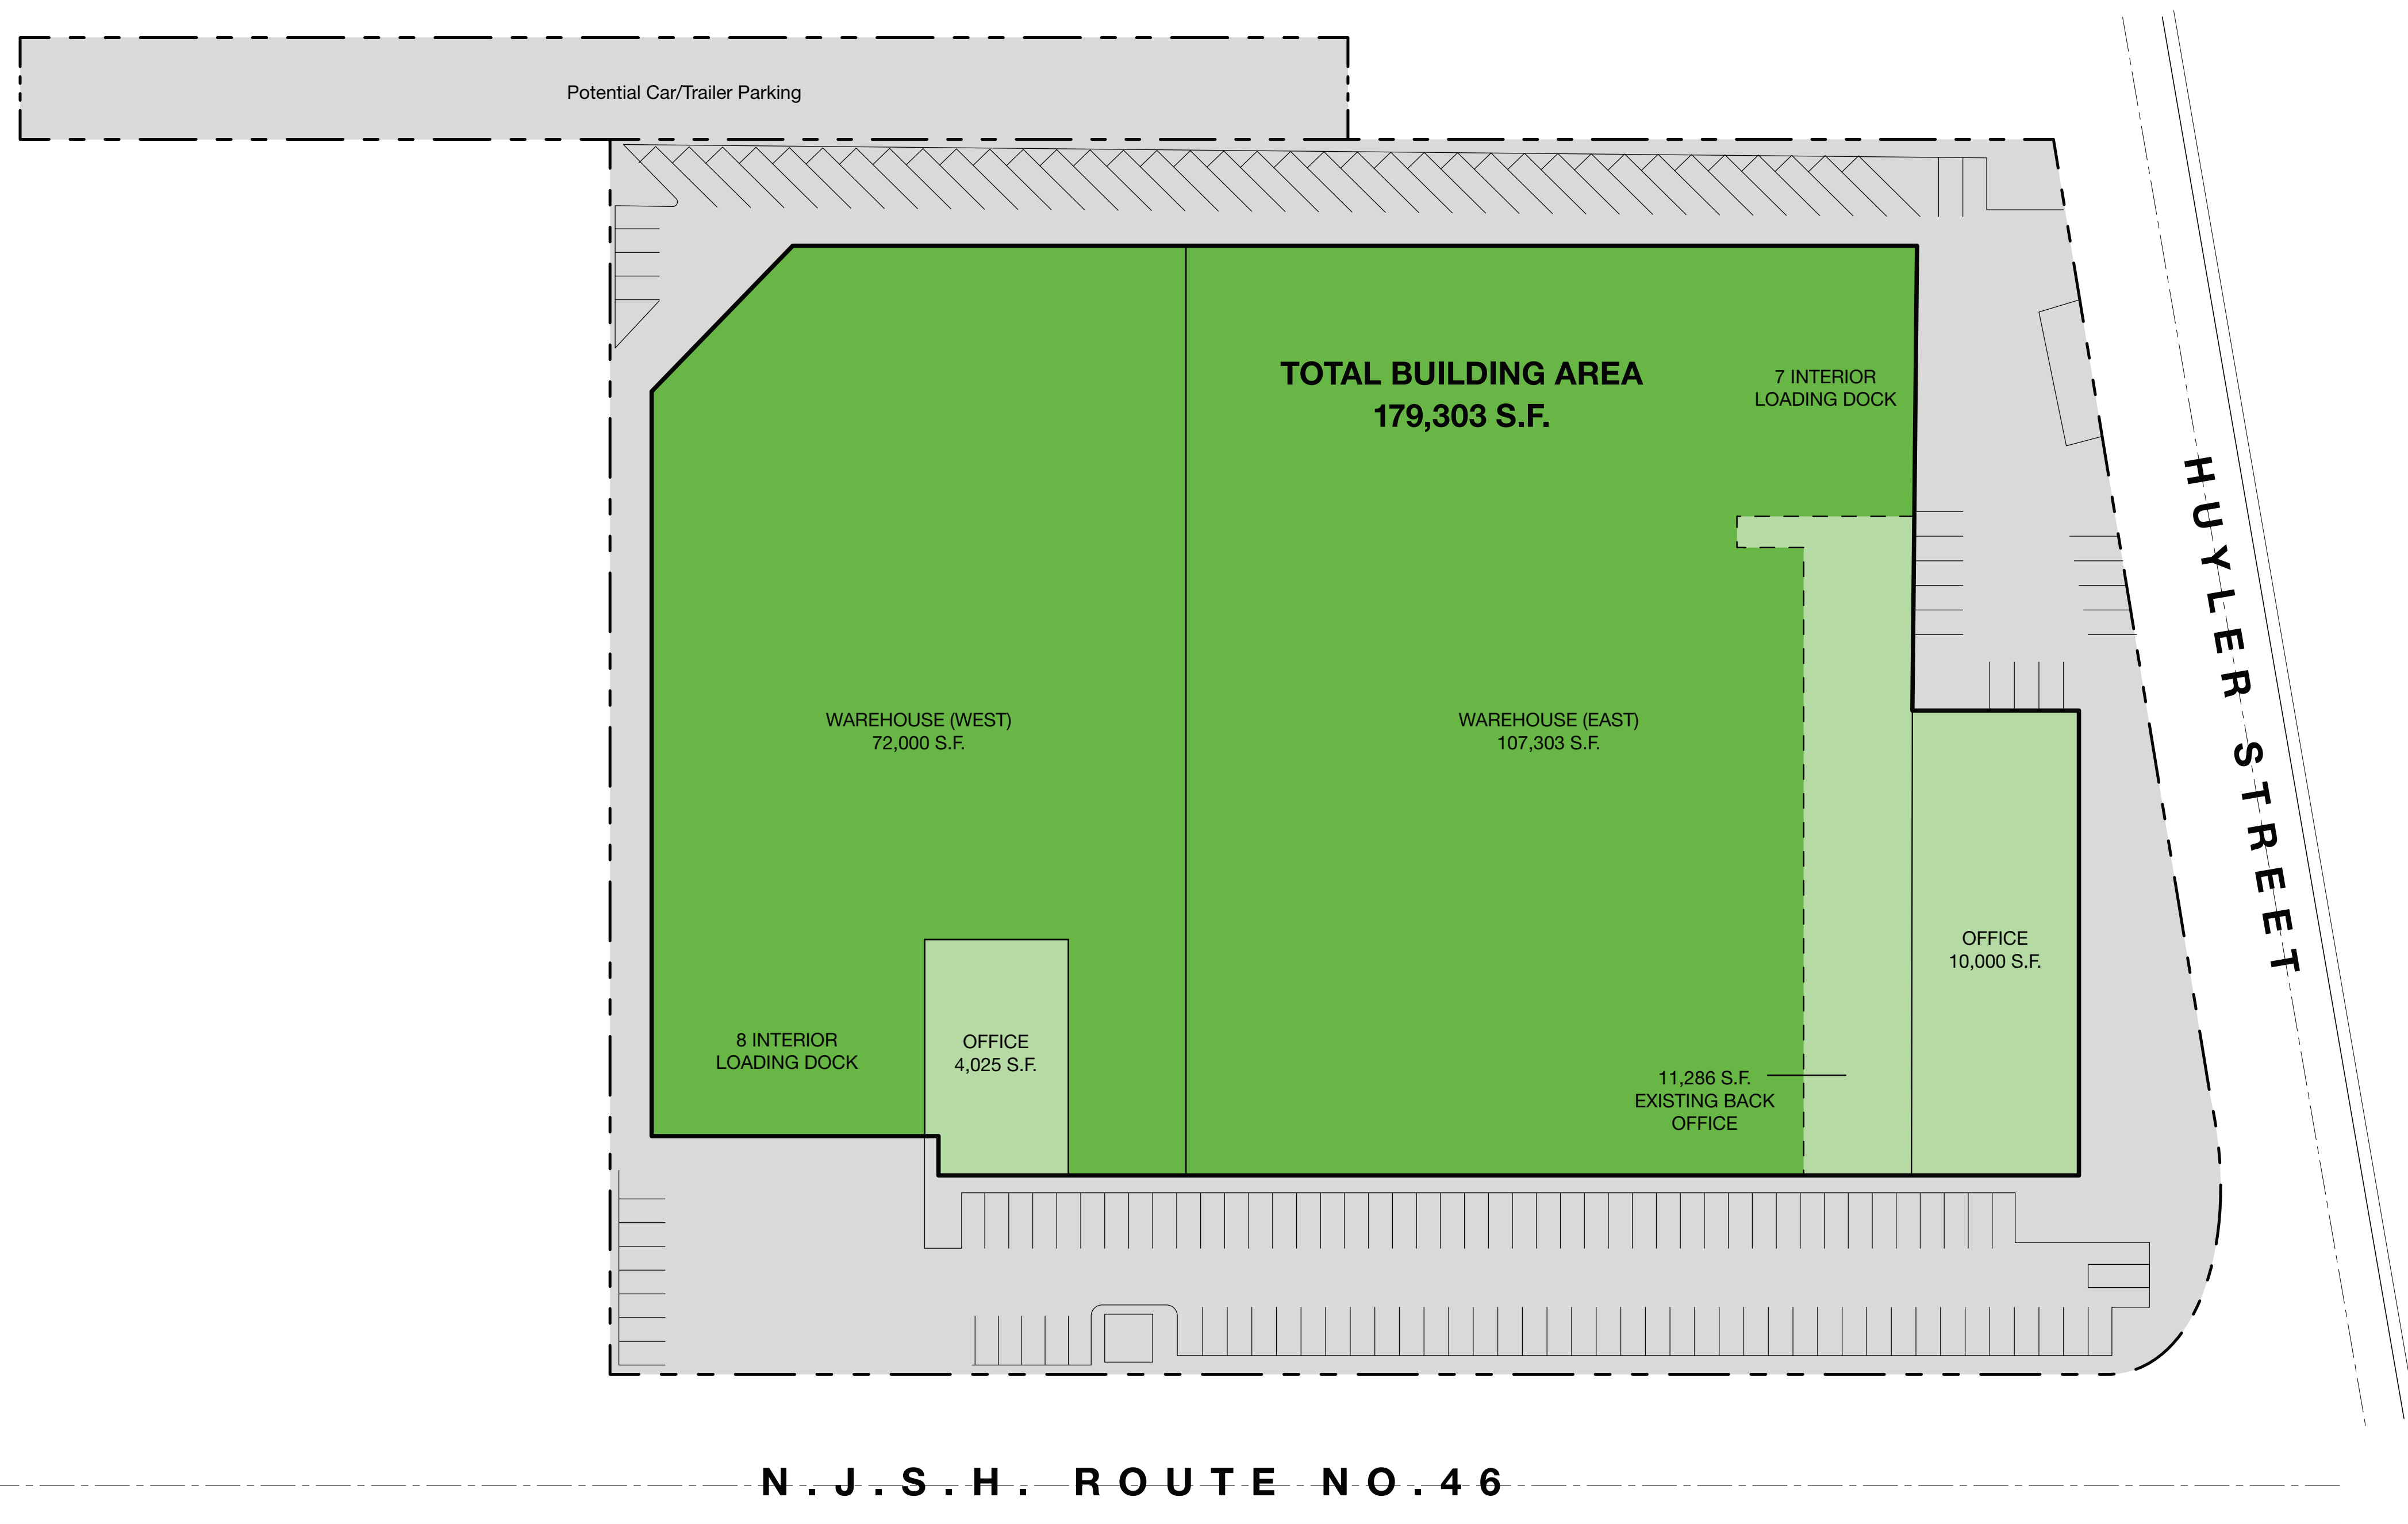 Potential Car/Trailer Parking
TOTAL BUILDING AREA
179,303 S.F.
7 INTERIOR
LOADING DOCK
HUYLER STREET
WAREHOUSE (WEST)
72,000 S.F.
WAREHOUSE (EAST)
107,303 S.F.
OFFICE
10,000 S.F.
8 INTERIOR
LOADING DOCK
OFFICE
4,025 S.F.
11,286 S.F.
EXISTING BACK
OFFICE
N.J.S.H. ROUTE NO.46